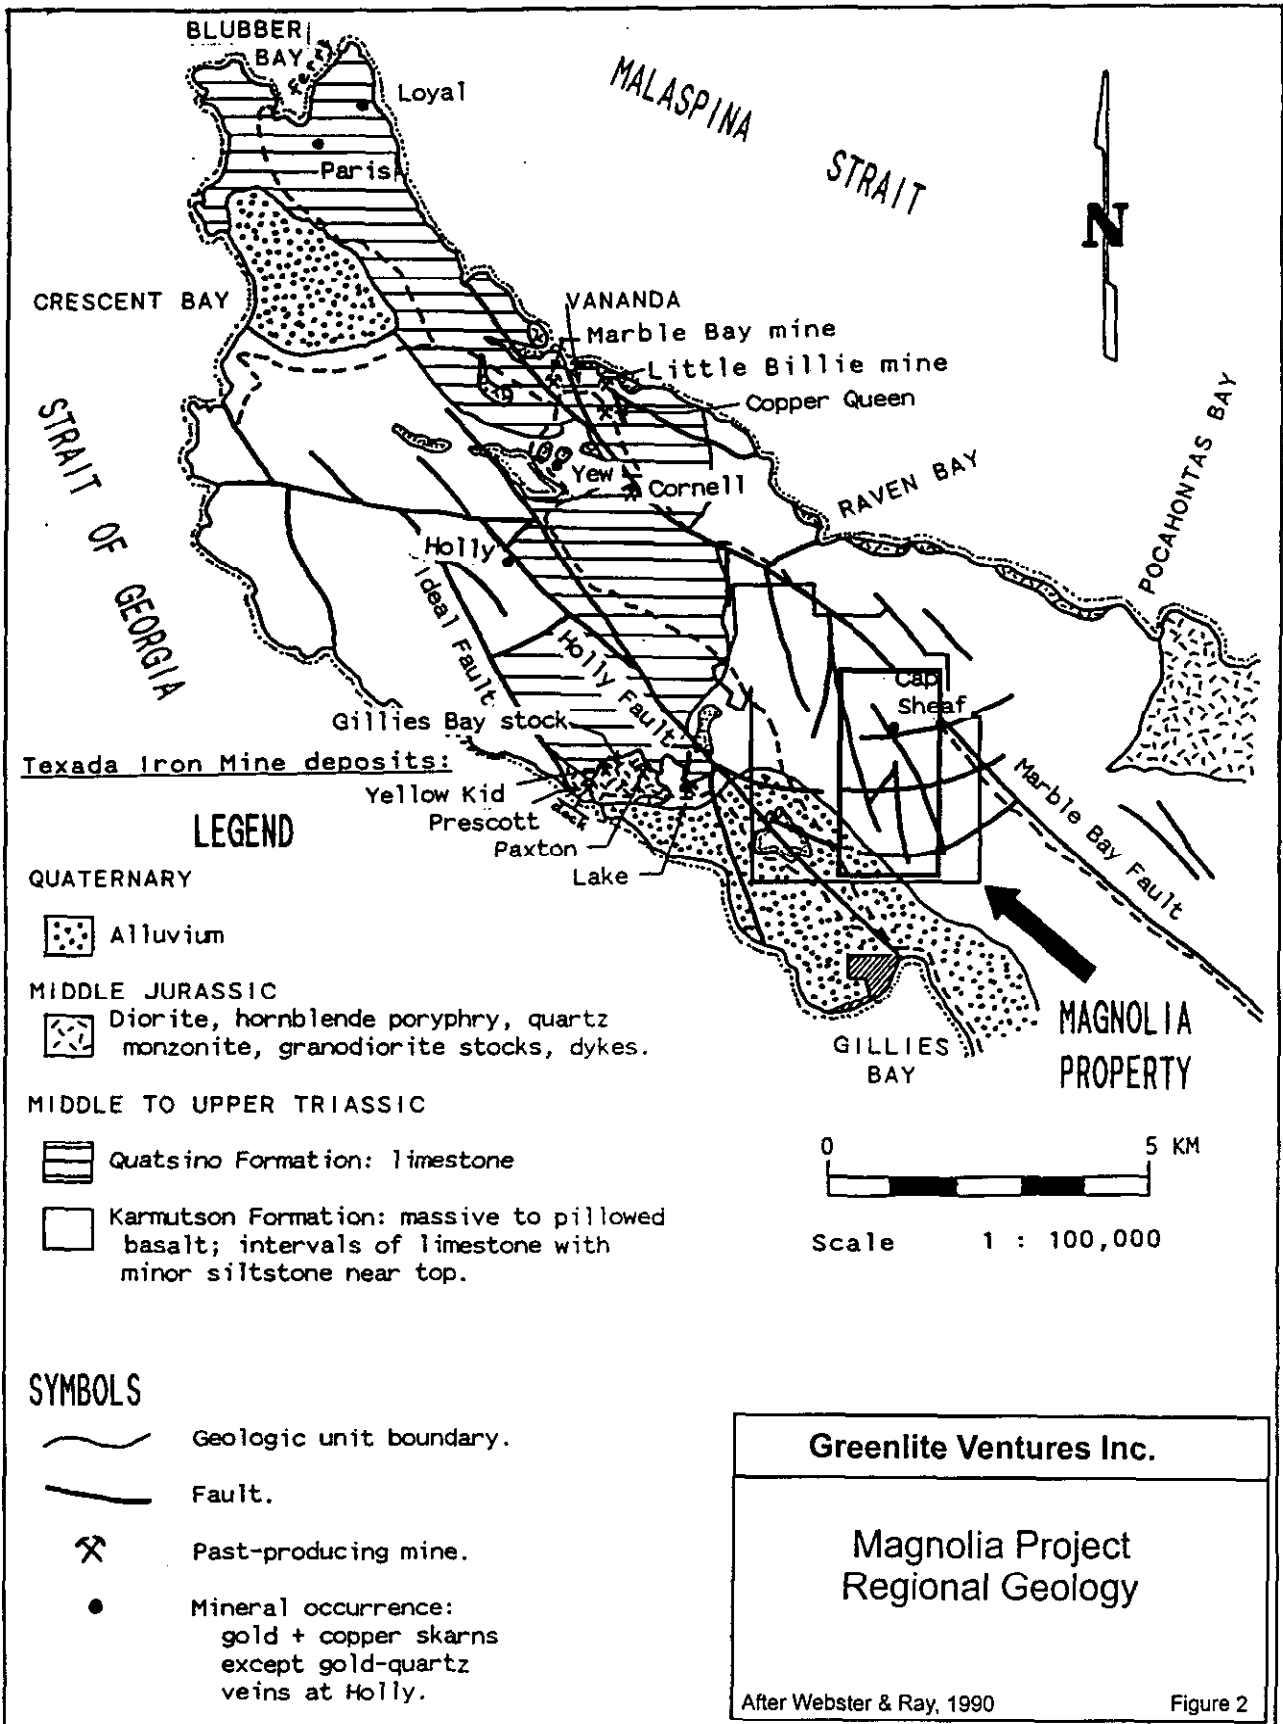 BLUBBER
BAY
Ferry
Loyal
Paris
MALASPINA
STRAIT
N
CRESCENT BAY
VANANDA
Marble Bay mine
Little Billie mine
Copper Queen
STRAIT OF GEORGIA
Yew
Cornell
RAVEN BAY
POCAHONTAS BAY
Holly
Ideal Fault
Holly Fault
Cap
Sheaf
Gillies Bay stock
Texada Iron Mine deposits:
Yellow Kid
Prescott
dock
Paxton
Lake
Marble Bay Fault
MAGNOLIA
PROPERTY
GILLIES
BAY
LEGEND
QUATERNARY
Alluvium
MIDDLE JURASSIC
Diorite, hornblende poryphry, quartz
monzonite, granodiorite stocks, dykes.
MIDDLE TO UPPER TRIASSIC
Quatsino Formation: limestone
Karmutson Formation: massive to pillowed
basalt; intervals of limestone with
minor siltstone near top.
0 5 KM
Scale 1 : 100,000
SYMBOLS
Geologic unit boundary.
Fault.
Past-producing mine.
Mineral occurrence:
gold + copper skarns
except gold-quartz
veins at Holly.
Greenlite Ventures Inc.
Magnolia Project
Regional Geology
After Webster & Ray, 1990 Figure 2